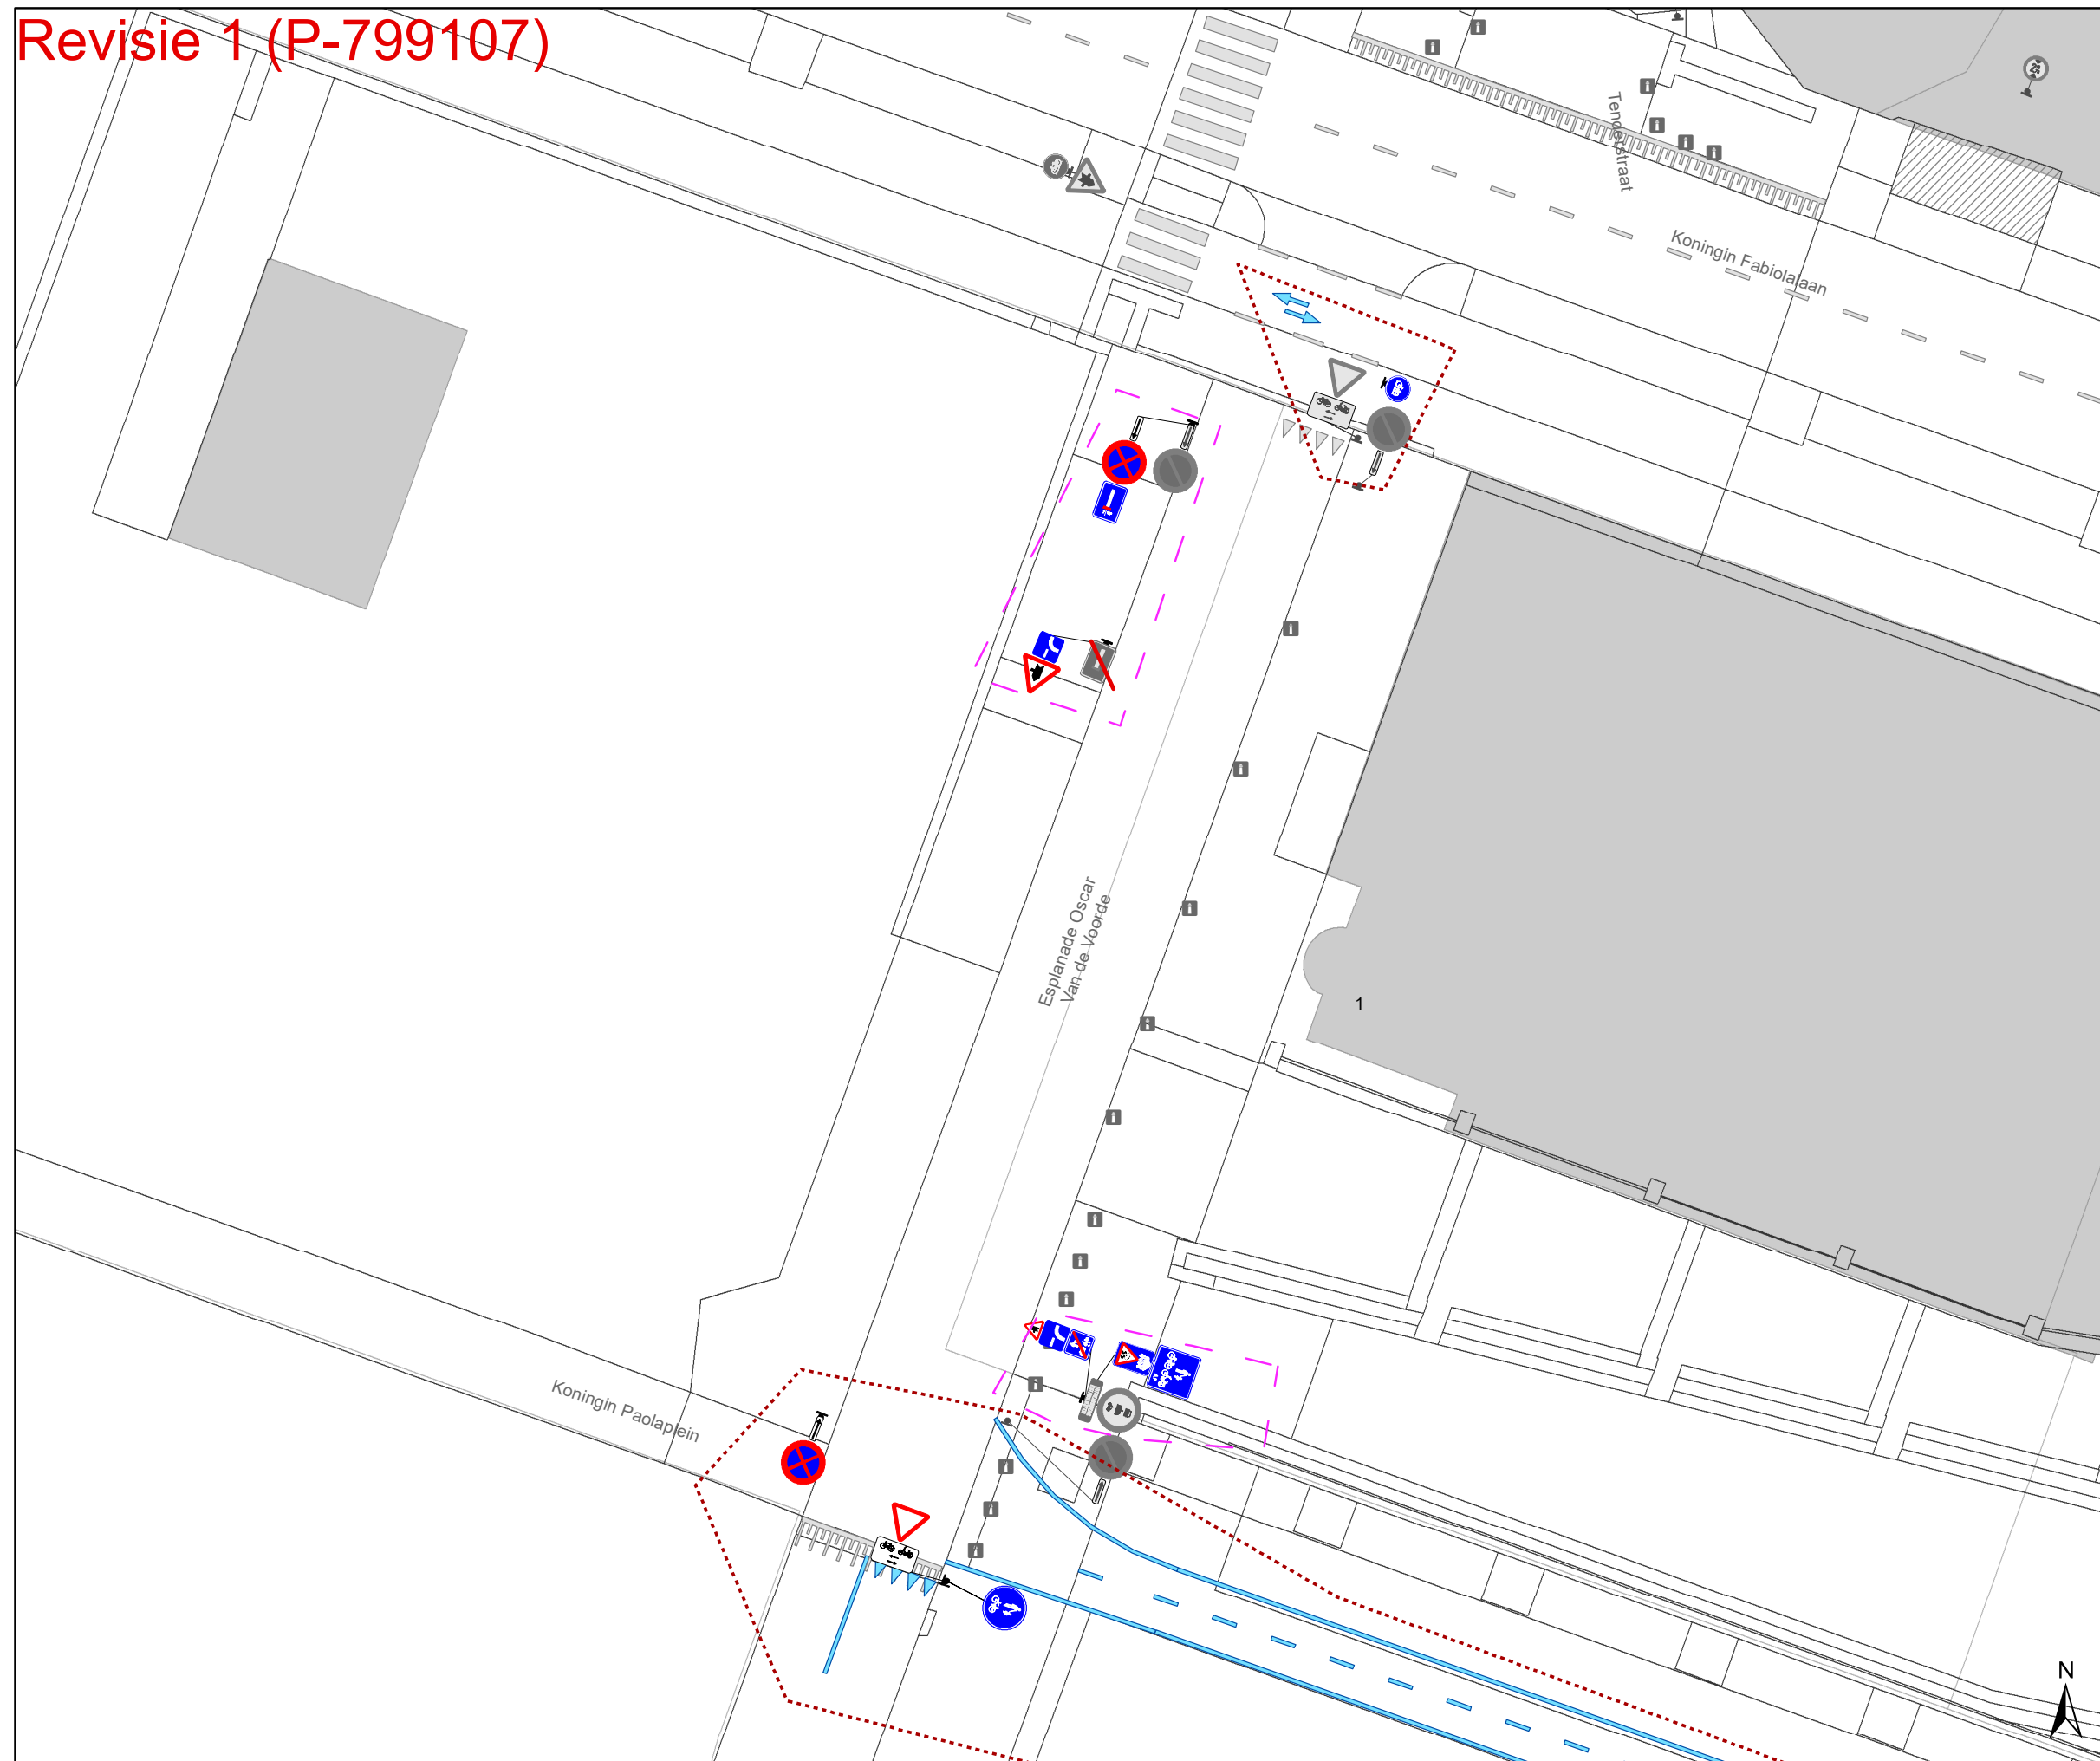 Revisie 1 (P-799107)
Tenderstraat
Koningin Fabiolalaan
Esplanade Oscar
Van de Voorde
1
Koningin Paolaplein
N